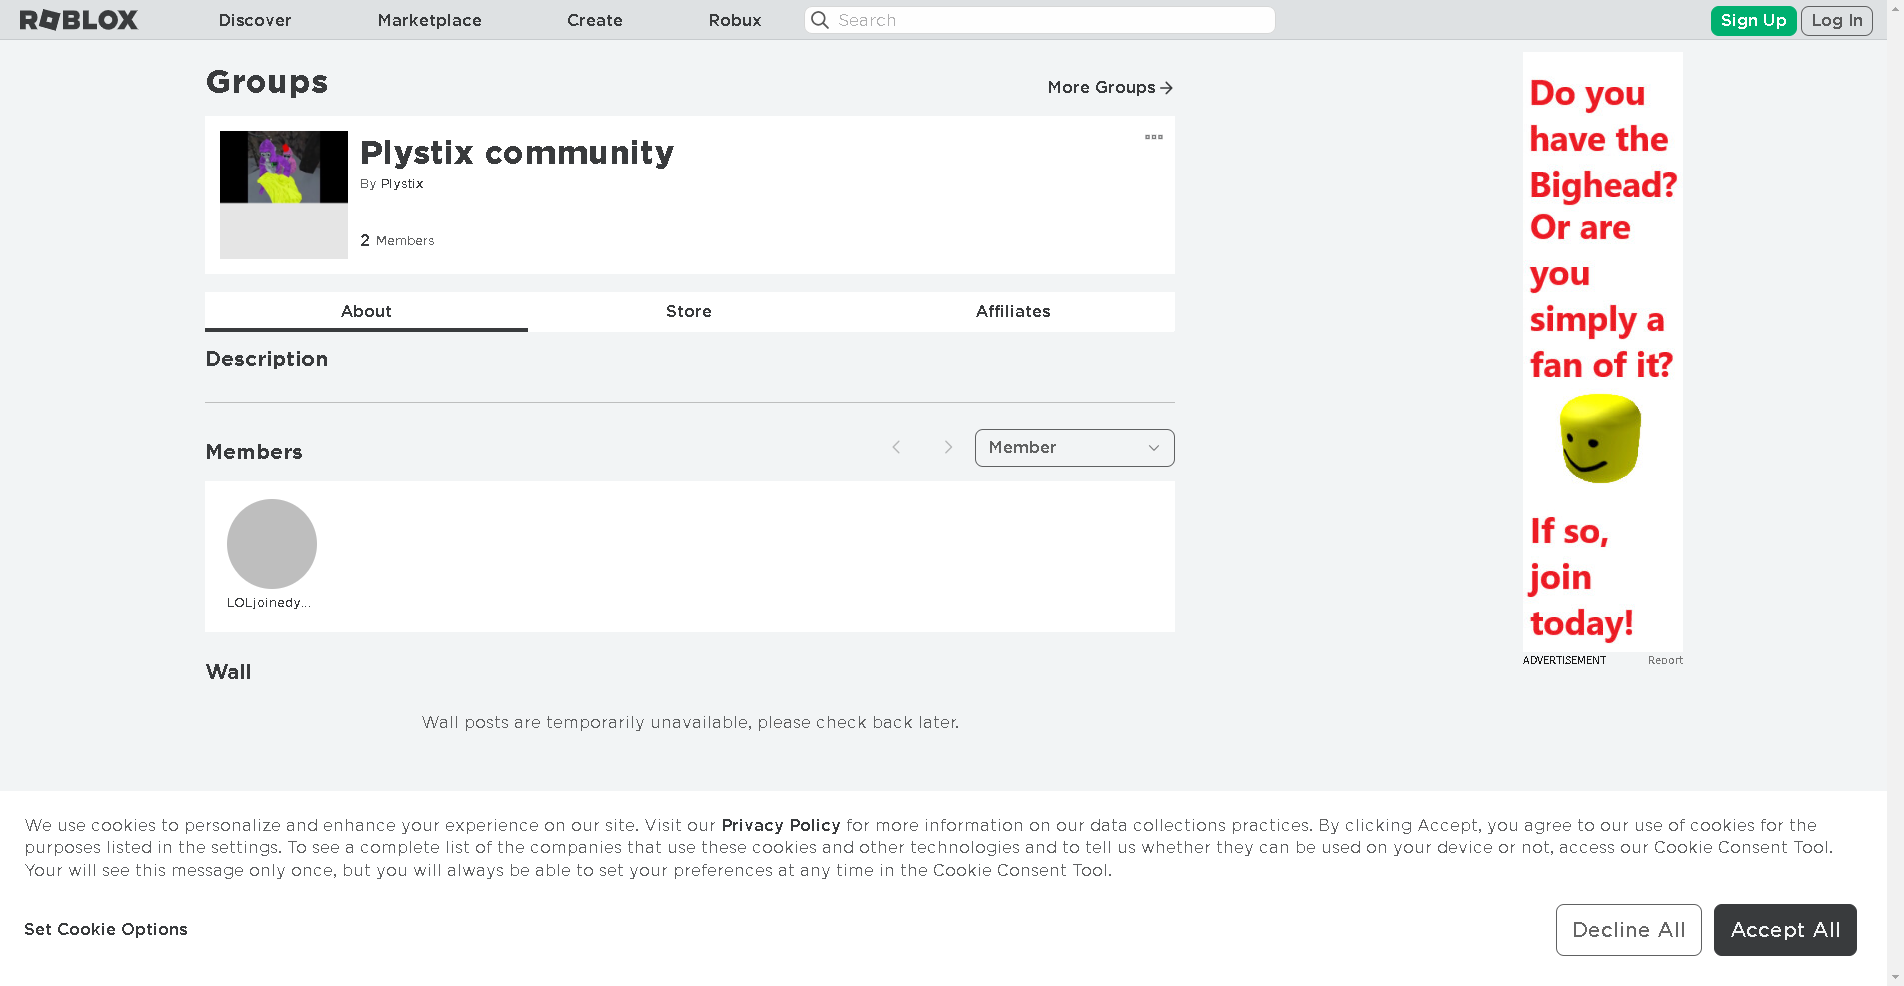 ROBLOX
Discover
Marketplace
Create
Robux
Search
Sign Up
Log In
Groups
More Groups
Plystix community
By Plystix
2 Members
About
Store
Affiliates
Description
Members
Member
LOLjoinedy...
Wall
Wall posts are temporarily unavailable, please check back later.
Do you
have the
Bighead?
Or are
you
simply a
fan of it?
If so,
join
today!
ADVERTISEMENT
Report
We use cookies to personalize and enhance your experience on our site. Visit our Privacy Policy for more information on our data collections practices. By clicking Accept, you agree to our use of cookies for the
purposes listed in the settings. To see a complete list of the companies that use these cookies and other technologies and to tell us whether they can be used on your device or not, access our Cookie Consent Tool.
Your will see this message only once, but you will always be able to set your preferences at any time in the Cookie Consent Tool.
Set Cookie Options
Decline All
Accept All